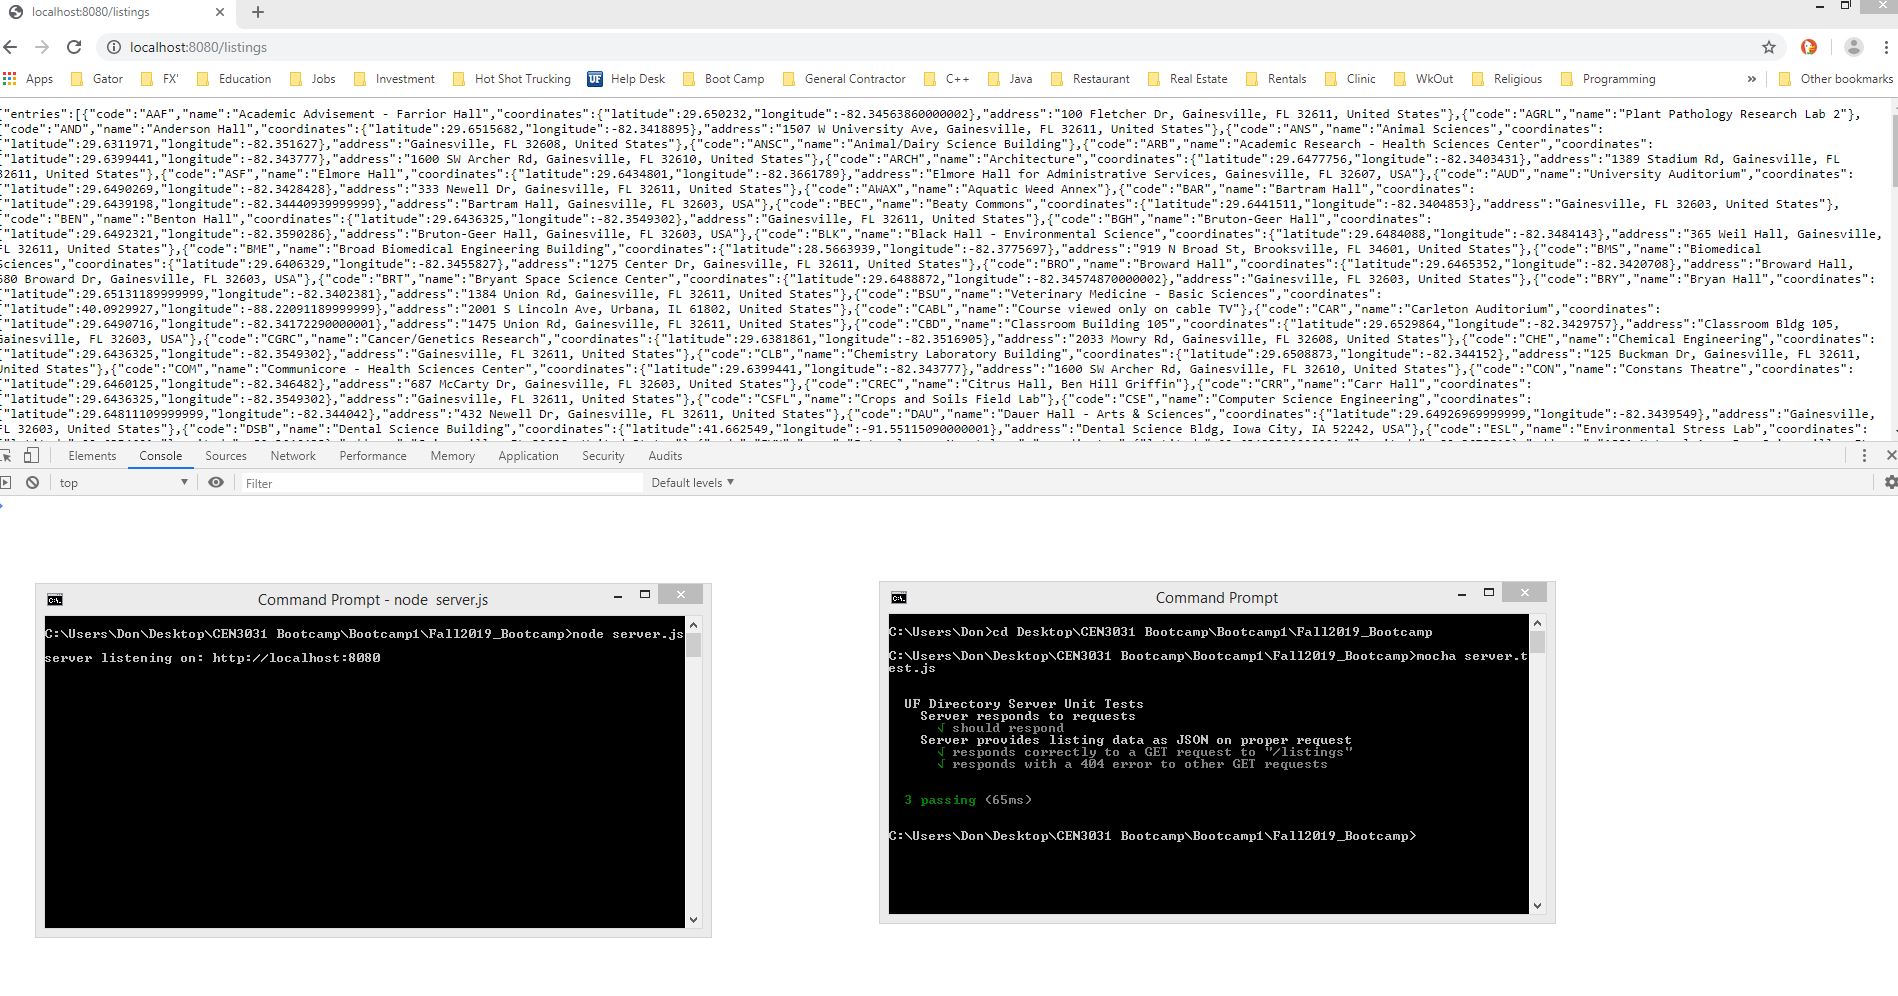 localhost:8080/listings
localhost:8080/listings
Apps Gator FX' Education Jobs Investment Hot Shot Trucking UF Help Desk Boot Camp General Contractor C++ Java Restaurant Real Estate Rentals Clinic WkOut Religious Programming » Other bookmarks
"entries":[{"code":"AAF","name":"Academic Advisement - Farrior Hall","coordinates":{"latitude":29.650232,"longitude":-82.34563860000002},"address":"100 Fletcher Dr, Gainesville, FL 32611, United States"},{"code":"AGRL","name":"Plant Pathology Research Lab 2"},
"code":"AND","name":"Anderson Hall","coordinates":{"latitude":29.6515682,"longitude":-82.3418895},"address":"1507 W University Ave, Gainesville, FL 32611, United States"},{"code":"ANS","name":"Animal Sciences","coordinates":
"latitude":29.6311971,"longitude":-82.351627},"address":"Gainesville, FL 32608, United States"},{"code":"ANSC","name":"Animal/Dairy Science Building"},{"code":"ARB","name":"Academic Research - Health Sciences Center","coordinates":
"latitude":29.6399441,"longitude":-82.343777},"address":"1600 SW Archer Rd, Gainesville, FL 32610, United States"},{"code":"ARCH","name":"Architecture","coordinates":{"latitude":29.6477756,"longitude":-82.3403431},"address":"1389 Stadium Rd, Gainesville, FL
32611, United States"},{"code":"ASF","name":"Elmore Hall","coordinates":{"latitude":29.6434801,"longitude":-82.3661789},"address":"Elmore Hall for Administrative Services, Gainesville, FL 32607, USA"},{"code":"AUD","name":"University Auditorium","coordinates":
"latitude":29.6490269,"longitude":-82.3428428},"address":"333 Newell Dr, Gainesville, FL 32611, United States"},{"code":"AWAX","name":"Aquatic Weed Annex"},{"code":"BAR","name":"Bartram Hall","coordinates":
"latitude":29.6439198,"longitude":-82.34440939999999},"address":"Bartram Hall, Gainesville, FL 32603, USA"},{"code":"BEC","name":"Beaty Commons","coordinates":{"latitude":29.6441511,"longitude":-82.3404853},"address":"Gainesville, FL 32603, United States"},
"code":"BEN","name":"Benton Hall","coordinates":{"latitude":29.6436325,"longitude":-82.3549302},"address":"Gainesville, FL 32611, United States"},{"code":"BGH","name":"Bruton-Geer Hall","coordinates":
"latitude":29.6492321,"longitude":-82.3590286},"address":"Bruton-Geer Hall, Gainesville, FL 32603, USA"},{"code":"BLK","name":"Black Hall - Environmental Science","coordinates":{"latitude":29.6484088,"longitude":-82.3484143},"address":"365 Weil Hall, Gainesville,
FL 32611, United States"},{"code":"BME","name":"Broad Biomedical Engineering Building","coordinates":{"latitude":28.5663939,"longitude":-82.3775697},"address":"919 N Broad St, Brooksville, FL 34601, United States"},{"code":"BMS","name":"Biomedical
Sciences","coordinates":{"latitude":29.6406329,"longitude":-82.3455827},"address":"1275 Center Dr, Gainesville, FL 32611, United States"},{"code":"BRO","name":"Broward Hall","coordinates":{"latitude":29.6465352,"longitude":-82.3420708},"address":"Broward Hall,
680 Broward Dr, Gainesville, FL 32603, USA"},{"code":"BRT","name":"Bryant Space Science Center","coordinates":{"latitude":29.6488872,"longitude":-82.34574870000002},"address":"Gainesville, FL 32603, United States"},{"code":"BRY","name":"Bryan Hall","coordinates":
"latitude":29.65131189999999,"longitude":-82.3402381},"address":"1384 Union Rd, Gainesville, FL 32611, United States"},{"code":"BSU","name":"Veterinary Medicine - Basic Sciences","coordinates":
"latitude":40.0929927,"longitude":-88.22091189999999},"address":"2001 S Lincoln Ave, Urbana, IL 61802, United States"},{"code":"CABL","name":"Course viewed only on cable TV"},{"code":"CAR","name":"Carleton Auditorium","coordinates":
"latitude":29.6490716,"longitude":-82.34172290000001},"address":"1475 Union Rd, Gainesville, FL 32611, United States"},{"code":"CBD","name":"Classroom Building 105","coordinates":{"latitude":29.6529864,"longitude":-82.3429757},"address":"Classroom Bldg 105,
Gainesville, FL 32603, USA"},{"code":"CGRC","name":"Cancer/Genetics Research","coordinates":{"latitude":29.6381861,"longitude":-82.3516905},"address":"2033 Mowry Rd, Gainesville, FL 32608, United States"},{"code":"CHE","name":"Chemical Engineering","coordinates":
"latitude":29.6436325,"longitude":-82.3549302},"address":"Gainesville, FL 32611, United States"},{"code":"CLB","name":"Chemistry Laboratory Building","coordinates":{"latitude":29.6508873,"longitude":-82.344152},"address":"125 Buckman Dr, Gainesville, FL 32611,
United States"},{"code":"COM","name":"Communicore - Health Sciences Center","coordinates":{"latitude":29.6399441,"longitude":-82.343777},"address":"1600 SW Archer Rd, Gainesville, FL 32610, United States"},{"code":"CON","name":"Constans Theatre","coordinates":
"latitude":29.6460125,"longitude":-82.346482},"address":"687 McCarty Dr, Gainesville, FL 32603, United States"},{"code":"CREC","name":"Citrus Hall, Ben Hill Griffin"},{"code":"CRR","name":"Carr Hall","coordinates":
"latitude":29.6436325,"longitude":-82.3549302},"address":"Gainesville, FL 32611, United States"},{"code":"CSFL","name":"Crops and Soils Field Lab"},{"code":"CSE","name":"Computer Science Engineering","coordinates":
"latitude":29.64811109999999,"longitude":-82.344042},"address":"432 Newell Dr, Gainesville, FL 32611, United States"},{"code":"DAU","name":"Dauer Hall - Arts & Sciences","coordinates":{"latitude":29.64926969999999,"longitude":-82.3439549},"address":"Gainesville,
FL 32603, United States"},{"code":"DSB","name":"Dental Science Building","coordinates":{"latitude":41.662549,"longitude":-91.55115090000001},"address":"Dental Science Bldg, Iowa City, IA 52242, USA"},{"code":"ESL","name":"Environmental Stress Lab","coordinates":
Elements Console Sources Network Performance Memory Application Security Audits
top Filter Default levels
Command Prompt - node server.js
C:\Users\Don\Desktop\CEN3031 Bootcamp\Bootcamp1\Fall2019_Bootcamp>node server.js
server listening on: http://localhost:8080
Command Prompt
C:\Users\Don>cd Desktop\CEN3031 Bootcamp\Bootcamp1\Fall2019_Bootcamp
C:\Users\Don\Desktop\CEN3031 Bootcamp\Bootcamp1\Fall2019_Bootcamp>mocha server.t
est.js
UF Directory Server Unit Tests
Server responds to requests
√ should respond
Server provides listing data as JSON on proper request
√ responds correctly to a GET request to "/listings"
√ responds with a 404 error to other GET requests
3 passing (65ms)
C:\Users\Don\Desktop\CEN3031 Bootcamp\Bootcamp1\Fall2019_Bootcamp>